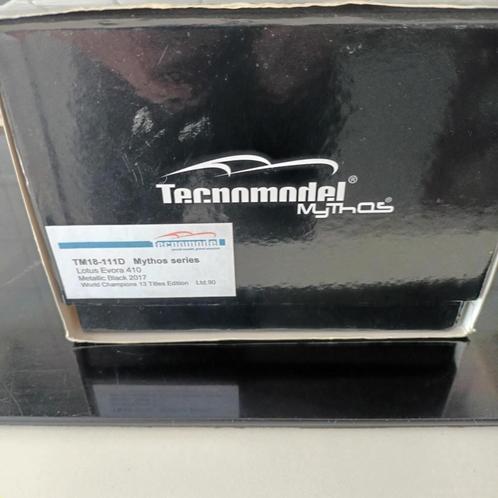 Tecnomodel®
Mythos®
Tecnomodel
TM18-111D Mythos series
Lotus Evora 410
Metallic Black 2017
World Champions 13 Titles Edition Ltd.90